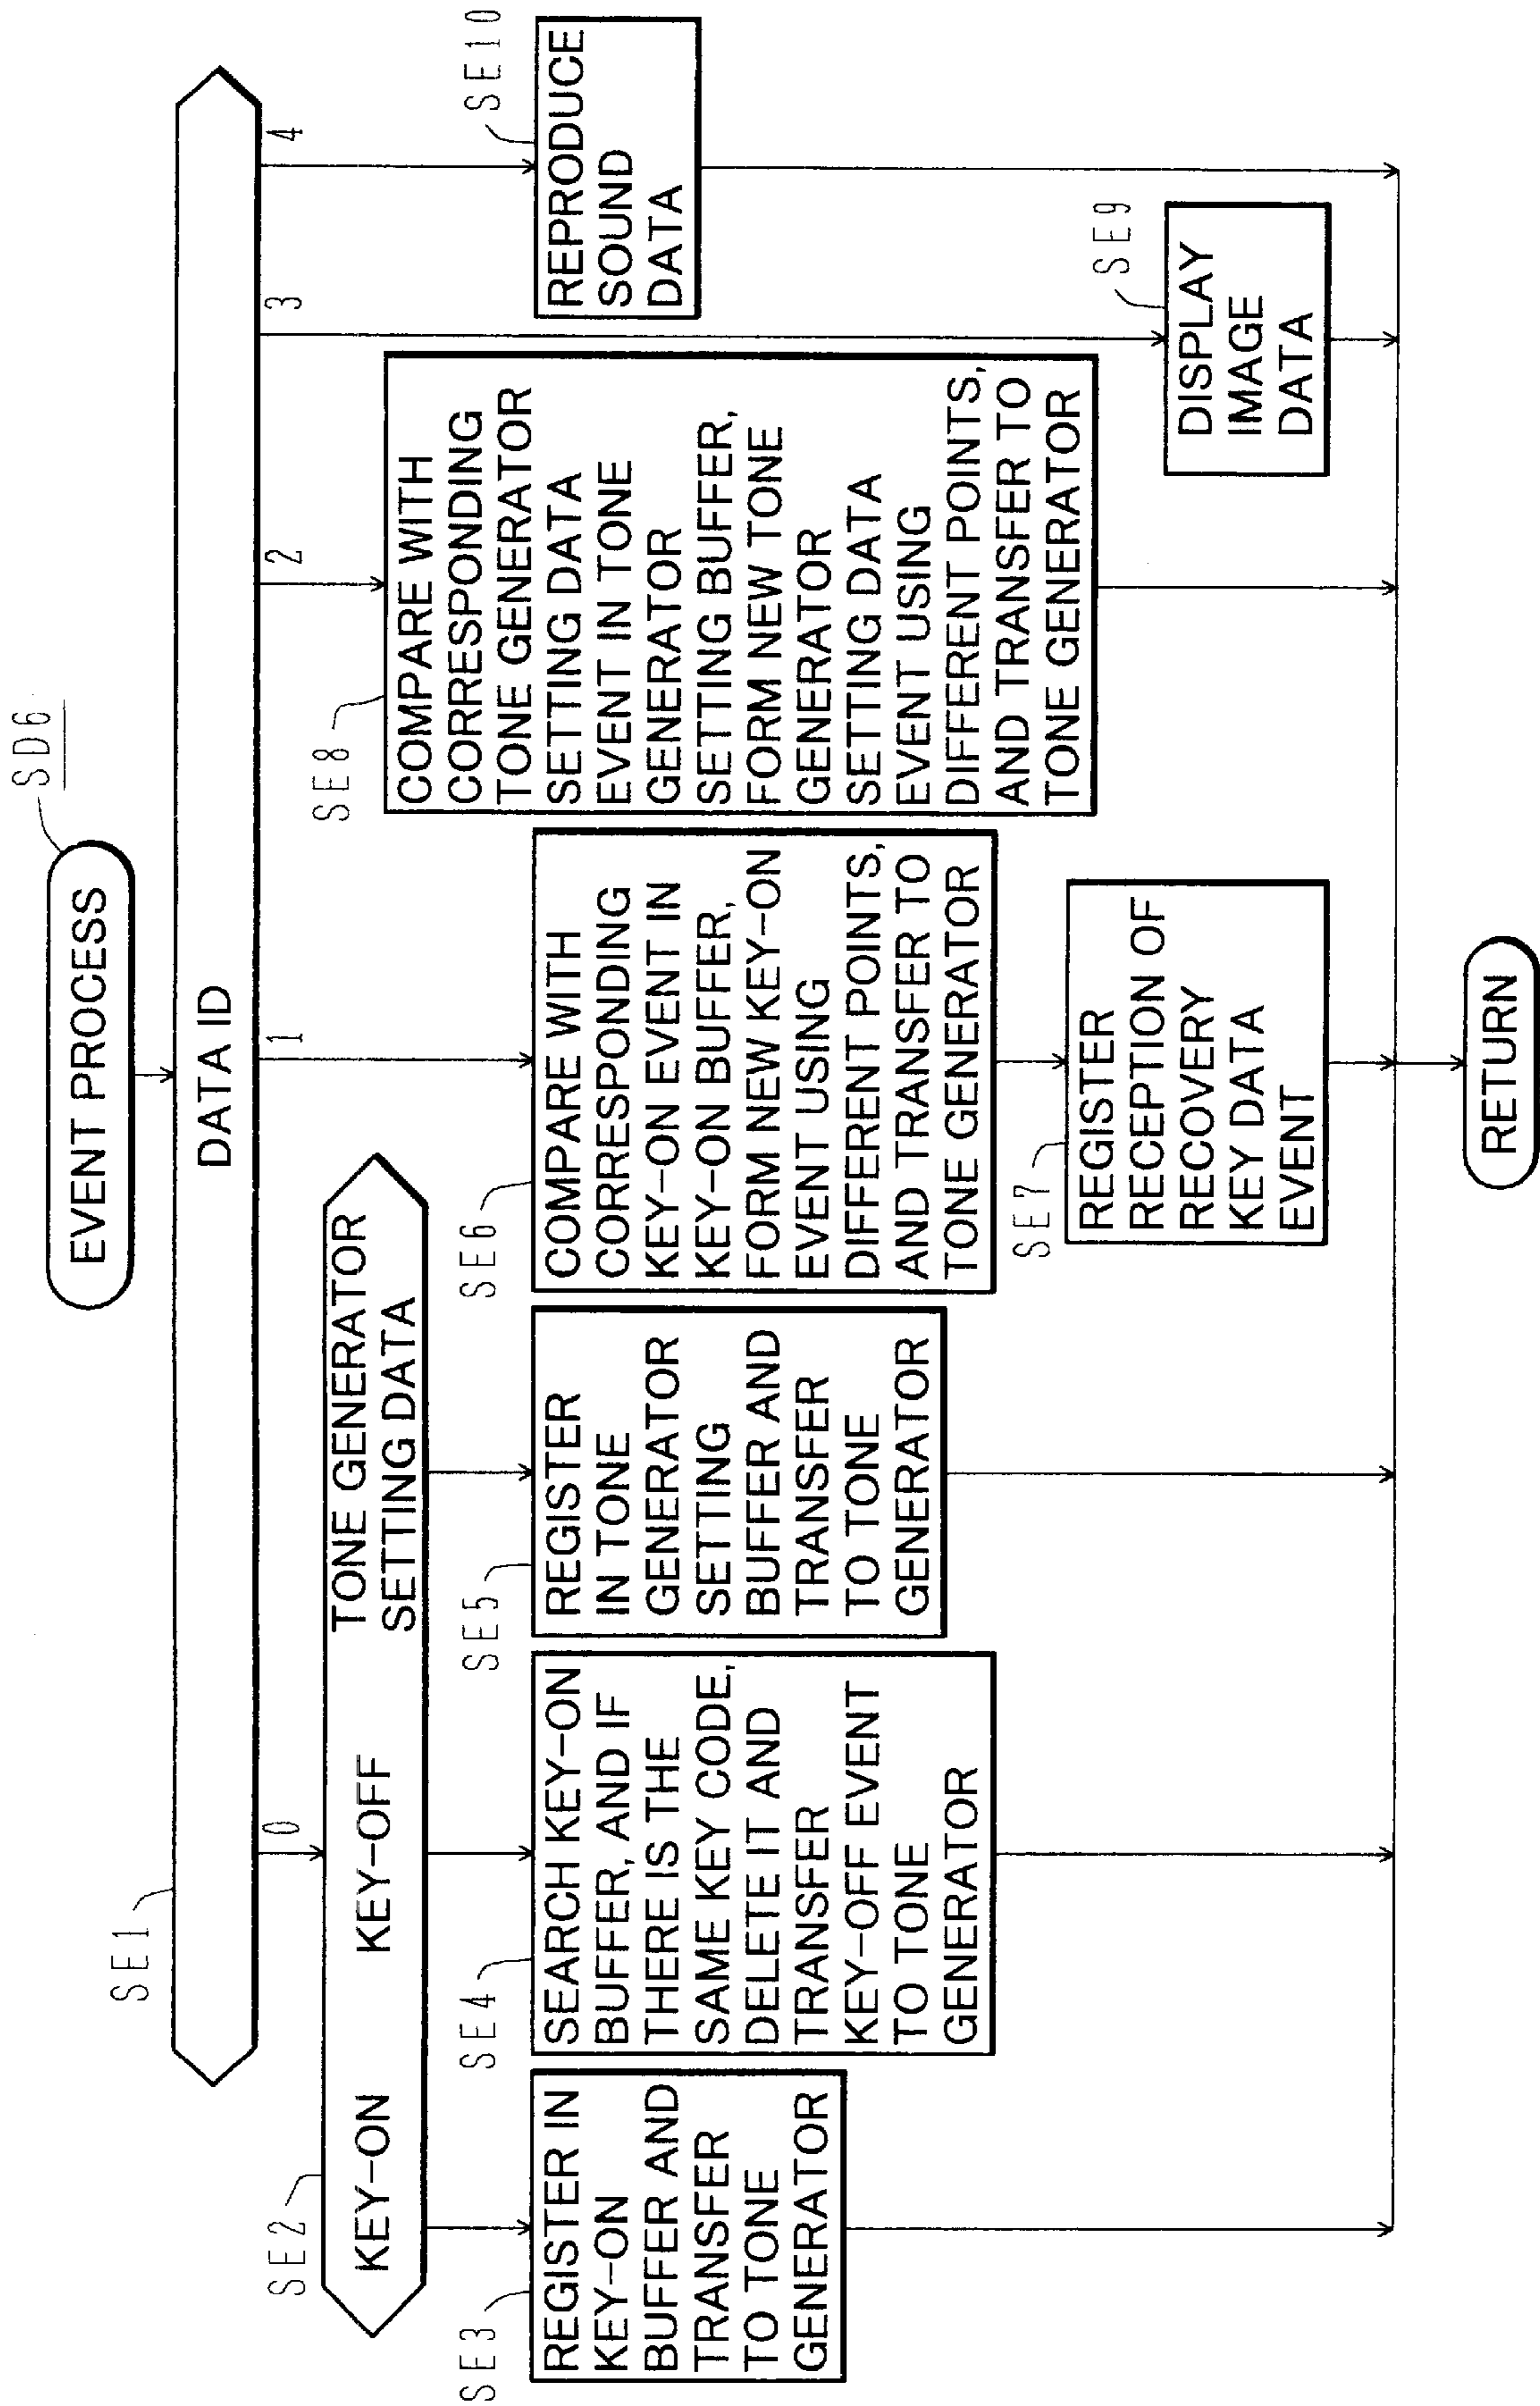 EVENT PROCESS
SD6
SE1
DATA ID
0
1
2
3
4
SE2
KEY-ON
KEY-OFF
TONE GENERATOR
SETTING DATA
SE3
REGISTER IN
KEY-ON
BUFFER AND
TRANSFER
TO TONE
GENERATOR
SE4
SEARCH KEY-ON
BUFFER, AND IF
THERE IS THE
SAME KEY CODE,
DELETE IT AND
TRANSFER
KEY-OFF EVENT
TO TONE
GENERATOR
SE5
REGISTER
IN TONE
GENERATOR
SETTING
BUFFER AND
TRANSFER
TO TONE
GENERATOR
SE6
COMPARE WITH
CORRESPONDING
KEY-ON EVENT IN
KEY-ON BUFFER,
FORM NEW KEY-ON
EVENT USING
DIFFERENT POINTS,
AND TRANSFER TO
TONE GENERATOR
SE7
REGISTER
RECEPTION OF
RECOVERY
KEY DATA
EVENT
SE8
COMPARE WITH
CORRESPONDING
TONE GENERATOR
SETTING DATA
EVENT IN TONE
GENERATOR
SETTING BUFFER,
FORM NEW TONE
GENERATOR
SETTING DATA
EVENT USING
DIFFERENT POINTS,
AND TRANSFER TO
TONE GENERATOR
SE9
DISPLAY
IMAGE
DATA
SE10
REPRODUCE
SOUND
DATA
RETURN